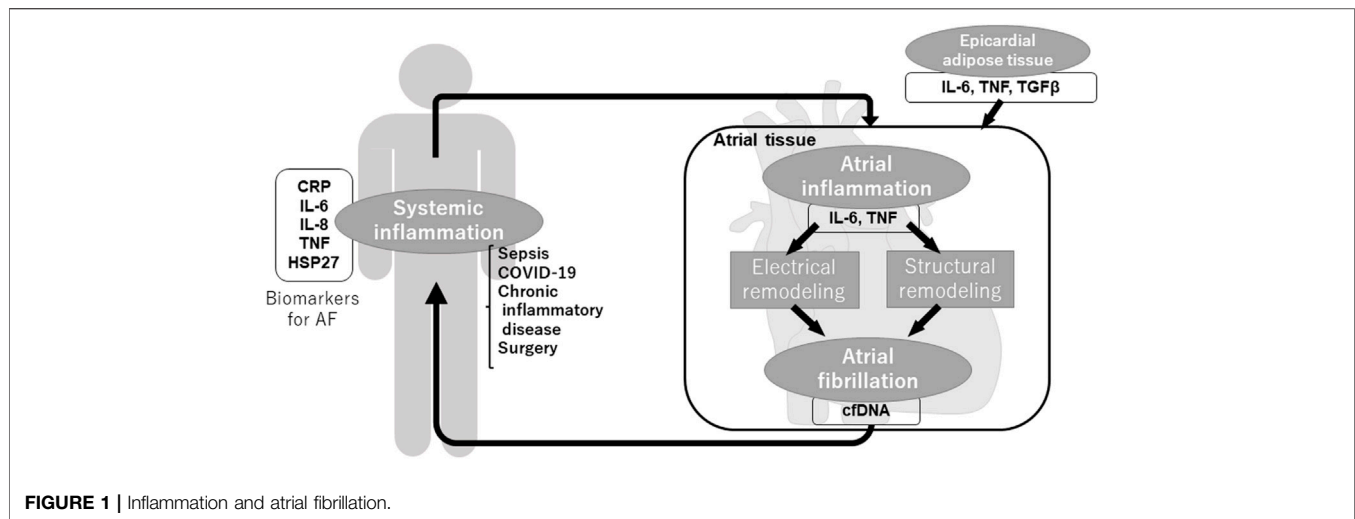 Epicardial
adipose tissue
IL-6, TNF, TGFβ
Atrial tissue
Atrial
inflammation
IL-6, TNF
Electrical
remodeling
Structural
remodeling
Atrial
fibrillation
cfDNA
CRP
IL-6
IL-8
TNF
HSP27
Biomarkers
for AF
Systemic
inflammation
Sepsis
COVID-19
Chronic
inflammatory
disease
Surgery
FIGURE 1 | Inflammation and atrial fibrillation.